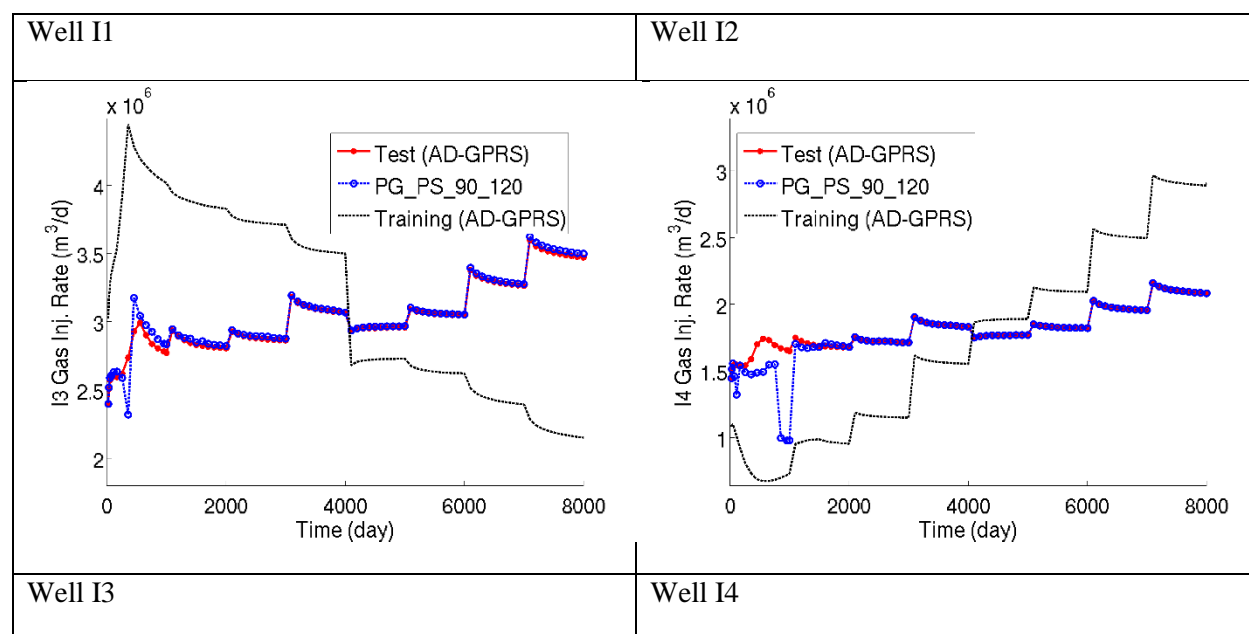 Well I1
Well I2
x 10^6
Test (AD-GPRS)
PG_PS_90_120
Training (AD-GPRS)
4
3.5
3
2.5
2
I3 Gas Inj. Rate (m^3/d)
0
2000
4000
6000
8000
Time (day)
x 10^6
Test (AD-GPRS)
PG_PS_90_120
Training (AD-GPRS)
3
2.5
2
1.5
1
I4 Gas Inj. Rate (m^3/d)
0
2000
4000
6000
8000
Time (day)
Well I3
Well I4